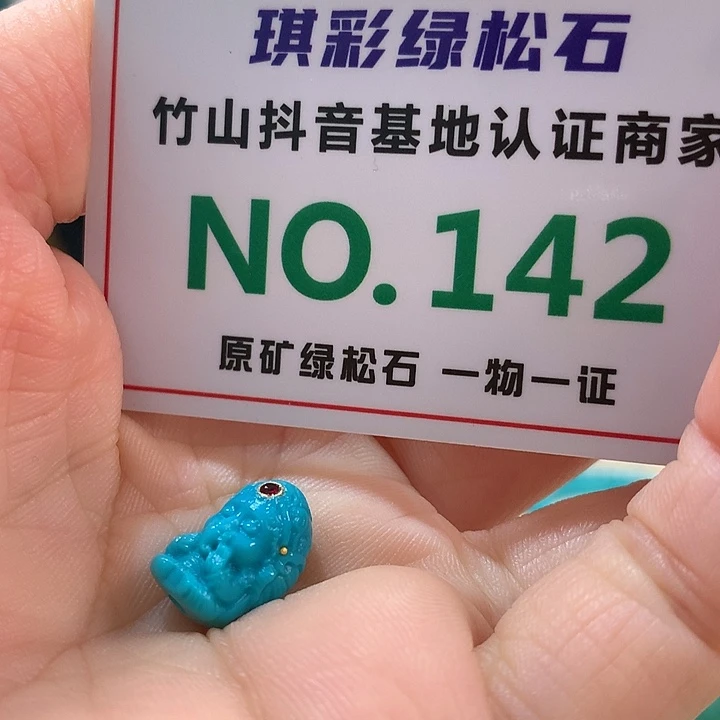 琪彩绿松石
竹山抖音基地认证商家
NO.142
原矿绿松石 一物一证